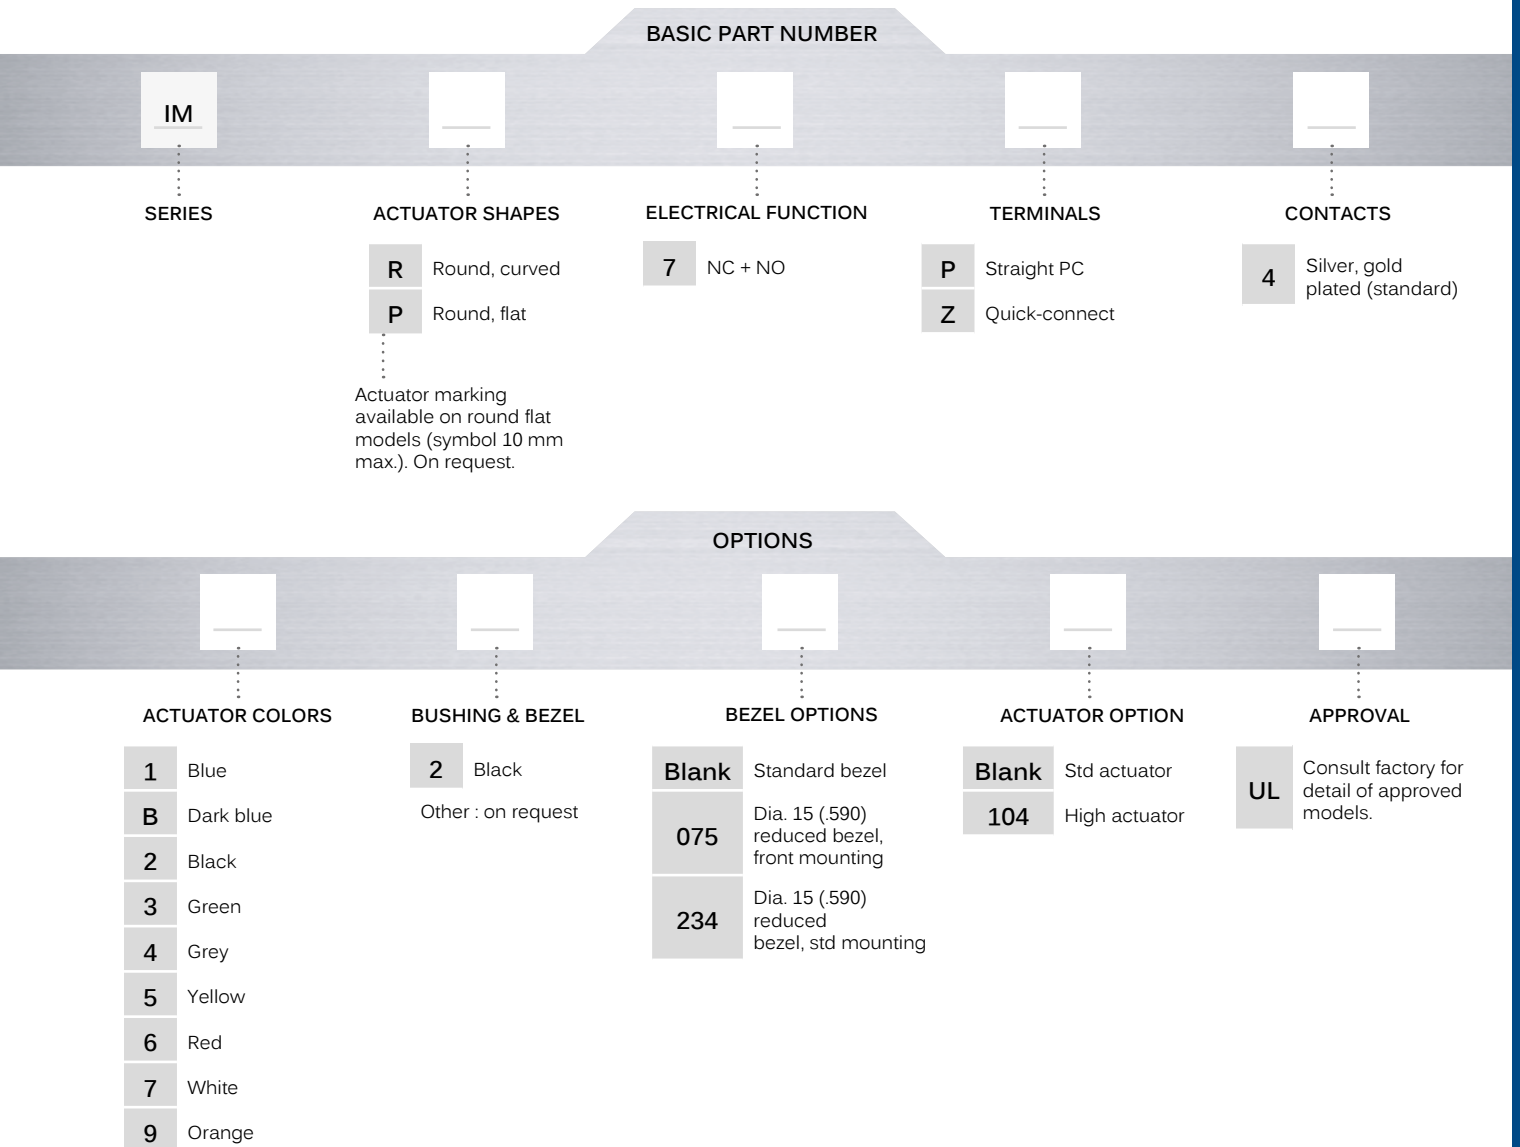 BASIC PART NUMBER
IM
SERIES
ACTUATOR SHAPES
R Round, curved
P Round, flat
Actuator marking
available on round flat
models (symbol 10 mm
max.). On request.
ELECTRICAL FUNCTION
7 NC + NO
TERMINALS
P Straight PC
Z Quick-connect
CONTACTS
4 Silver, gold
plated (standard)
OPTIONS
ACTUATOR COLORS
1 Blue
B Dark blue
2 Black
3 Green
4 Grey
5 Yellow
6 Red
7 White
9 Orange
BUSHING & BEZEL
2 Black
Other : on request
BEZEL OPTIONS
Blank Standard bezel
075 Dia. 15 (.590)
reduced bezel,
front mounting
234 Dia. 15 (.590)
reduced
bezel, std mounting
ACTUATOR OPTION
Blank Std actuator
104 High actuator
APPROVAL
UL Consult factory for
detail of approved
models.